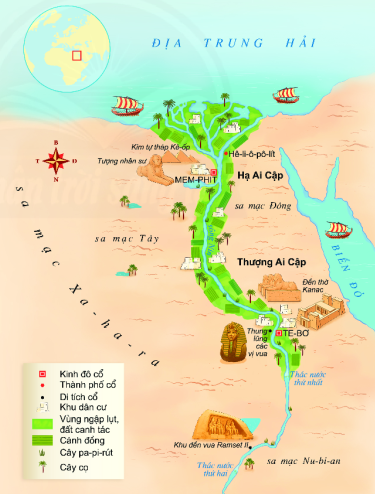 ĐỊA TRUNG HẢI
Kim tự tháp Kê-ốp
Hê-li-ô-pô-lít
Tượng nhân sư
MEM-PHÍT
Hạ Ai Cập
B
T
Đ
N
sa mạc Đông
sa mạc Tây
sa mạc Xa-ha-ra
BIỂN ĐỎ
Thượng Ai Cập
Đền thờ
Kanac
Thung
lũng
các
vị vua
TE-BƠ
Thác nước
thứ nhất
Kinh đô cổ
Thành phố cổ
Di tích cổ
Khu dân cư
Vùng ngập lụt,
đất canh tác
Cánh đồng
Cây pa-pi-rút
Cây cọ
Khu đền vua Ramset II
Thác nước
thứ hai
sa mạc Nu-bi-an